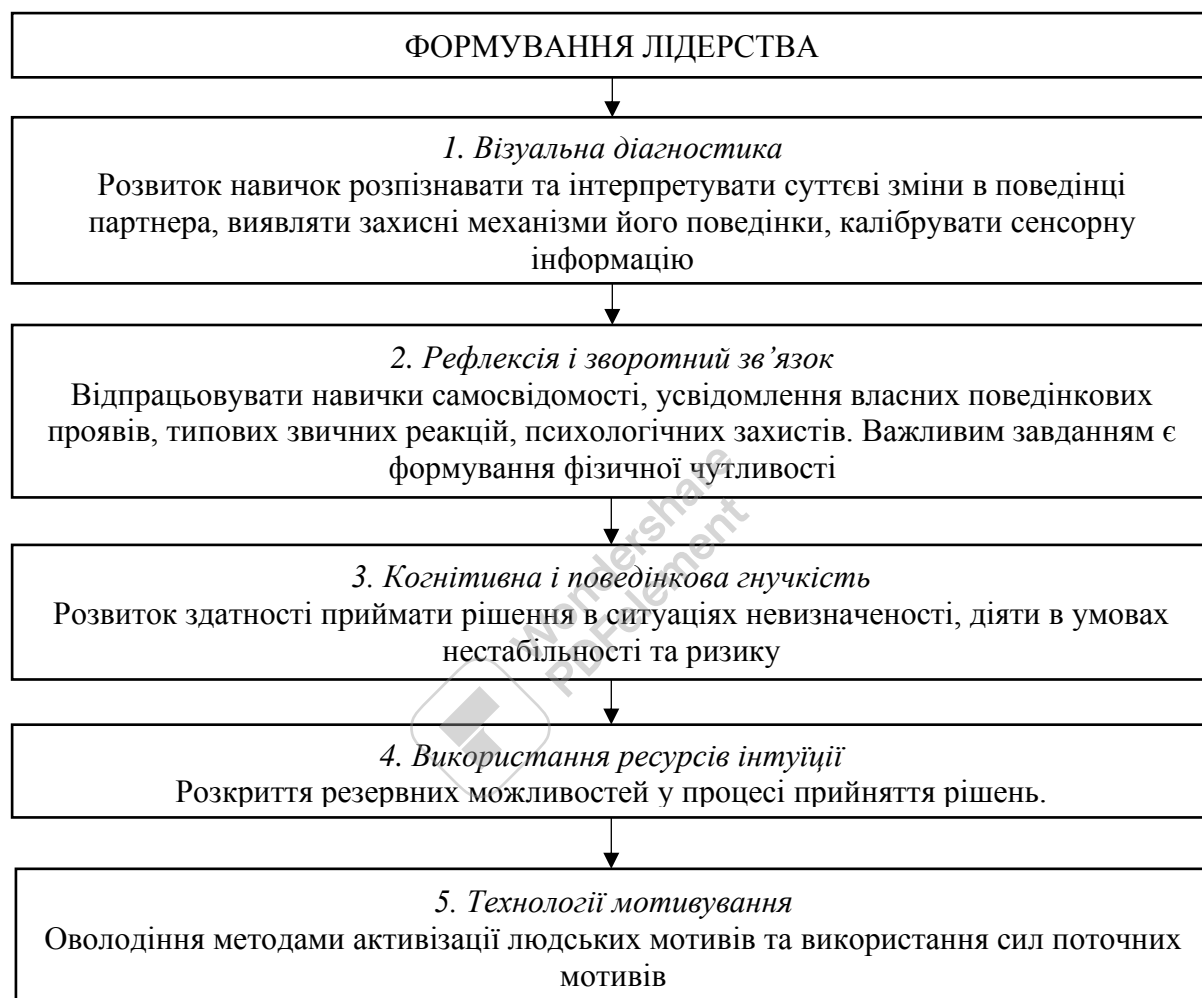 ФОРМУВАННЯ ЛІДЕРСТВА
1. Візуальна діагностика
Розвиток навичок розпізнавати та інтерпретувати суттєві зміни в поведінці
партнера, виявляти захисні механізми його поведінки, калібрувати сенсорну
інформацію
2. Рефлексія і зворотний зв’язок
Відпрацьовувати навички самосвідомості, усвідомлення власних поведінкових
проявів, типових звичних реакцій, психологічних захистів. Важливим завданням є
формування фізичної чутливості
3. Когнітивна і поведінкова гнучкість
Розвиток здатності приймати рішення в ситуаціях невизначеності, діяти в умовах
нестабільності та ризику
4. Використання ресурсів інтуїції
Розкриття резервних можливостей у процесі прийняття рішень.
5. Технології мотивування
Оволодіння методами активізації людських мотивів та використання сил поточних
мотивів
Wondershare
PDFelement